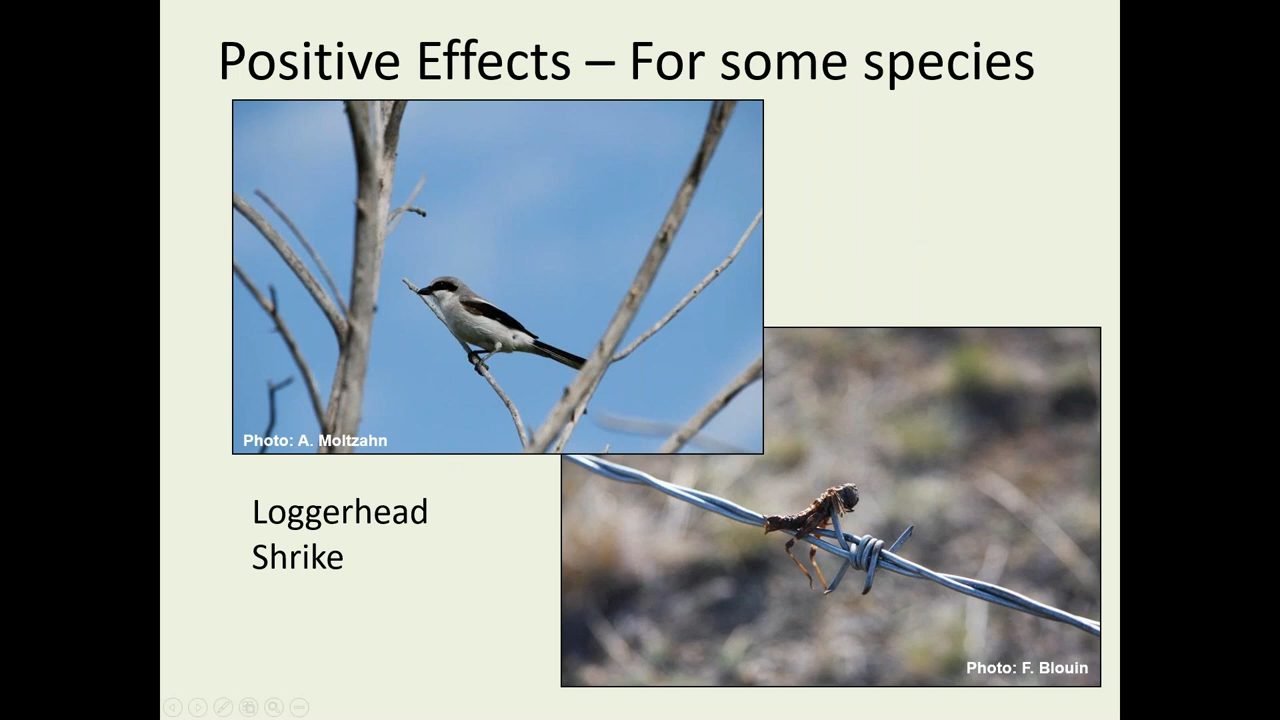 Positive Effects – For some species
Photo: A. Moltzahn
Loggerhead
Shrike
Photo: F. Blouin